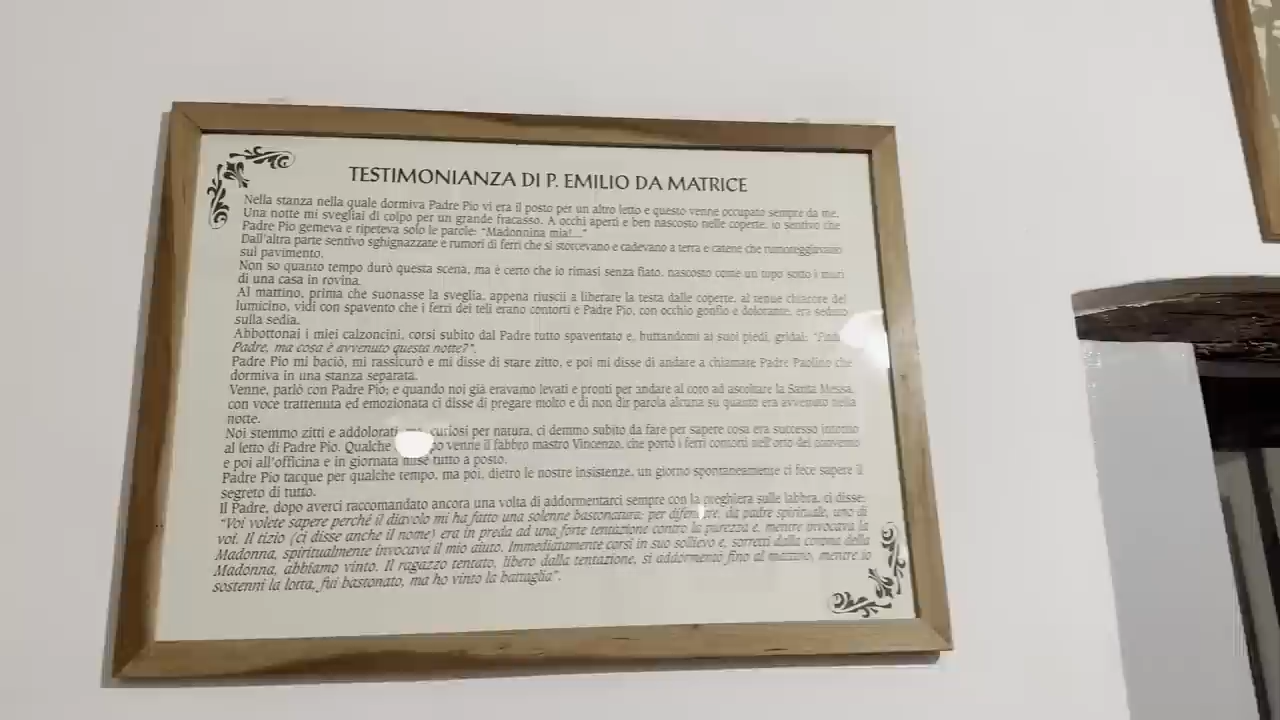 TESTIMONIANZA DI P. EMILIO DA MATRICE
Nella stanza nella quale dormiva Padre Pio vi era il posto per un altro letto e questo venne occupato sempre da me.
Una notte mi svegliai di colpo per un grande fracasso. A occhi aperti e ben nascosto nelle coperte, io sentivo che
Padre Pio gemeva e ripeteva solo le parole: "Madonnina mia!..."
Dall'altra parte sentivo sghignazzate e rumori di ferri che si storcevano e cadevano a terra e catene che rumoreggiavano
sul pavimento.
Non so quanto tempo durò questa scena, ma è certo che io rimasi senza fiato, nascosto come un topo sotto i muri
di una casa in rovina.
Al mattino, prima che suonasse la sveglia, appena riuscii a liberare la testa dalle coperte, al tenue chiarore del
lumicino, vidi con spavento che i ferri dei teli erano contorti e Padre Pio, con occhio gonfio e dolorante, era seduto
sulla sedia.
Abbottonai i miei calzoncini, corsi subito dal Padre tutto spaventato e, buttandomi ai suoi piedi, gridai:
Padre, ma cosa è avvenuto questa notte?".
Padre Pio mi baciò, mi rassicurò e mi disse di stare zitto, e poi mi disse di andare a chiamare Padre Paolino che
dormiva in una stanza separata.
Venne, parlò con Padre Pio; e quando noi già eravamo levati e pronti per andare al coro ad ascoltare la Santa Messa,
con voce trattenuta ed emozionata ci disse di pregare molto e di non dir parola alcuna su quanto era avvenuto nella
notte.
Noi stemmo zitti e addolorati curiosi per natura, ci demmo subito da fare per sapere cosa era successo intorno
al letto di Padre Pio. Qualche venne il fabbro mastro Vincenzo, che portò i ferri contorti nell'orto del convento
e poi all'officina e in giornata mise tutto a posto.
Padre Pio tacque per qualche tempo, ma poi, dietro le nostre insistenze, un giorno spontaneamente ci fece sapere il
segreto di tutto.
Il Padre, dopo averci raccomandato ancora una volta di addormentarci sempre con la preghiera sulle labbra, ci disse:
"Voi volete sapere perché il diavolo mi ha fatto una solenne bastonatura: per difendere, da padre spirituale, uno di
voi. Il tizio (ci disse anche il nome) era in preda ad una forte tentazione contro la purezza e, mentre invocava la
Madonna, spiritualmente invocava il mio aiuto. Immediatamente corsi in suo sollievo e, sorretti dalla corona della
Madonna, abbiamo vinto. Il ragazzo tentato, libero dalla tentazione, si addormentò fino al mattino, mentre io
sostenni la lotta, fui bastonato, ma ho vinto la battaglia".